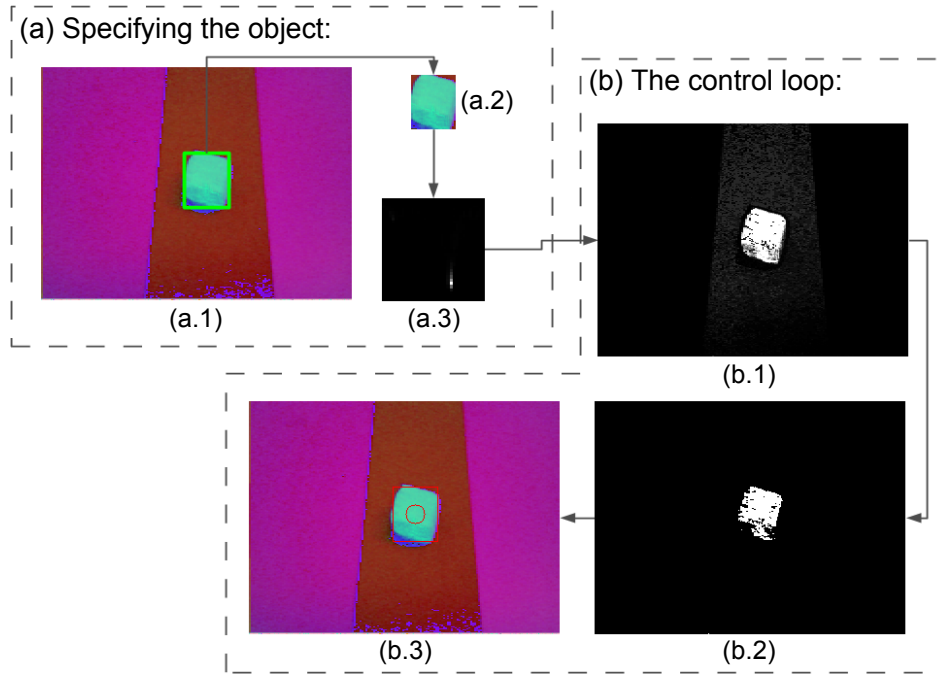 (a) Specifying the object:
(a.2)
(b) The control loop:
(a.1)
(a.3)
(b.1)
(b.3)
(b.2)